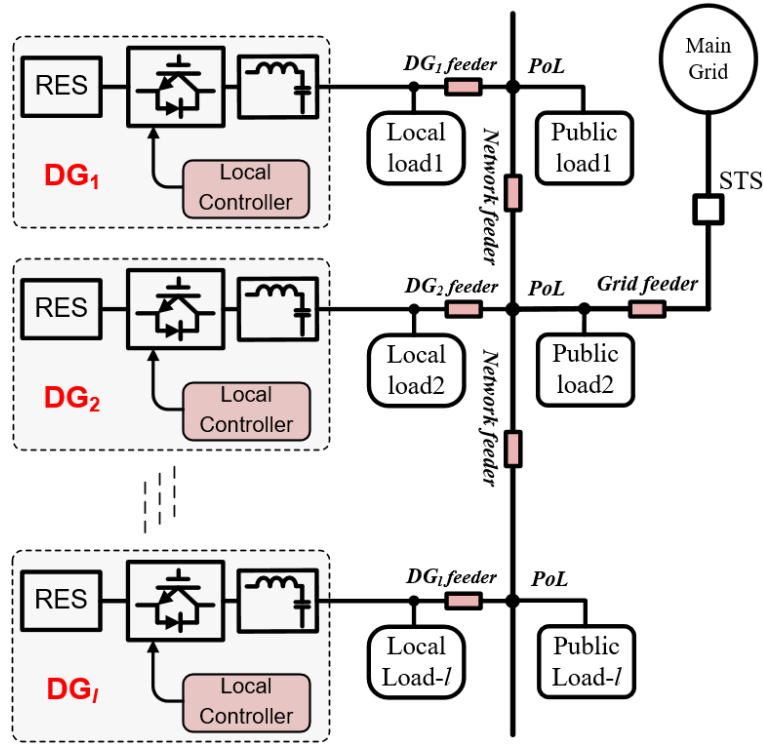 DG1 feeder
PoL
Main
Grid
RES
Local
load1
Public
load1
DG1
Local
Controller
Network feeder
STS
DG2 feeder
PoL
Grid feeder
RES
Local
load2
Public
load2
DG2
Local
Controller
Network feeder
DGl feeder
PoL
RES
Local
Load-l
Public
Load-l
DGl
Local
Controller